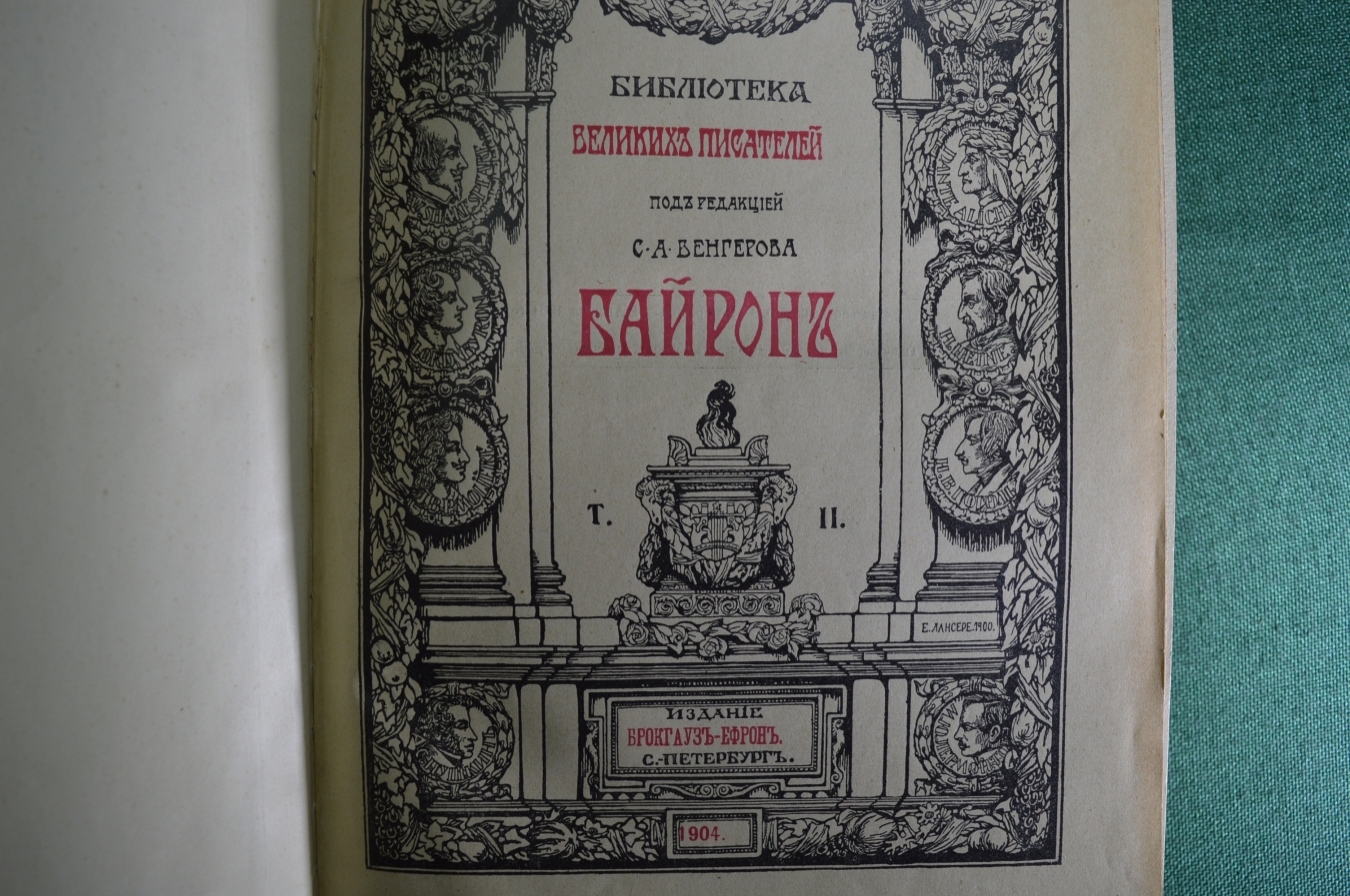 БИБЛІОТЕКА
ВЕЛИКИХЪ ПИСАТЕЛЕЙ
ПОДЪ РЕДАКЦІЕЙ
С·А·ВЕНГЕРОВА
БАЙРОНЪ
Т. II.
Е. ЛАНСЕРЕ. 1900.
ИЗДАНІЕ
БРОКГАУЗЪ-ЕФРОНЪ.
С.-ПЕТЕРБУРГЪ.
1904.